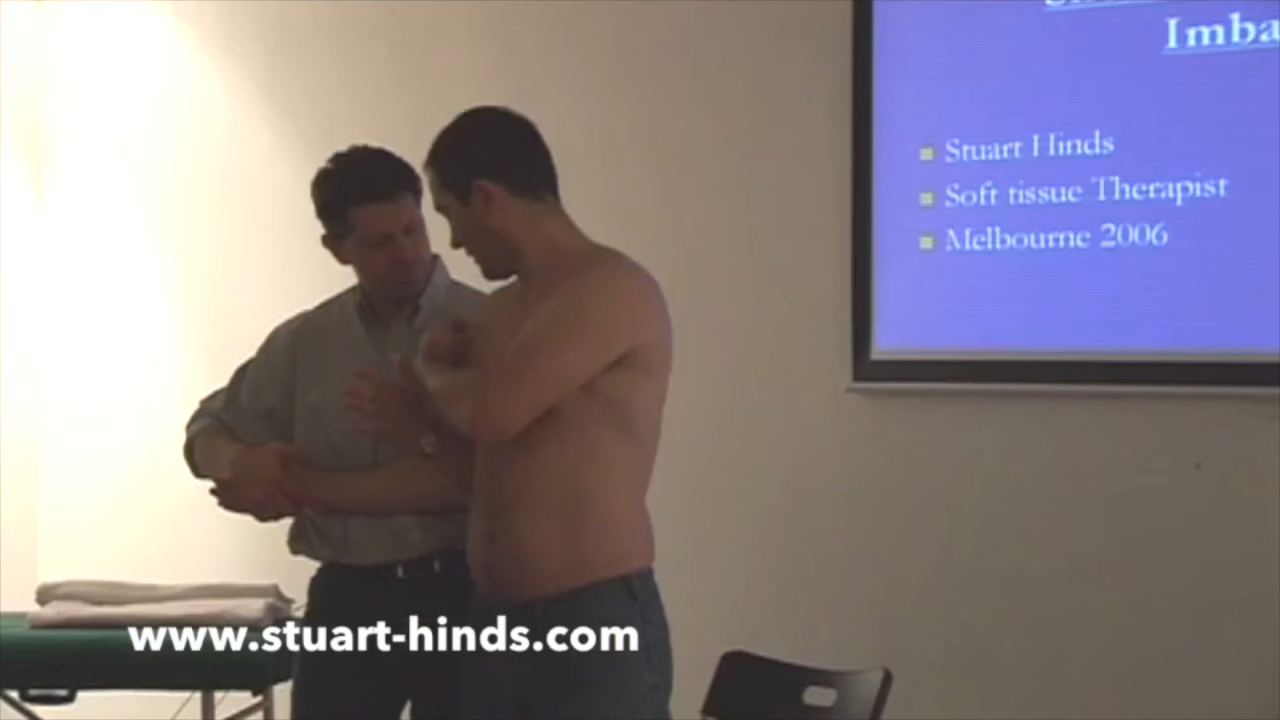 Imba
Stuart Hinds
Soft tissue Therapist
Melbourne 2006
www.stuart-hinds.com